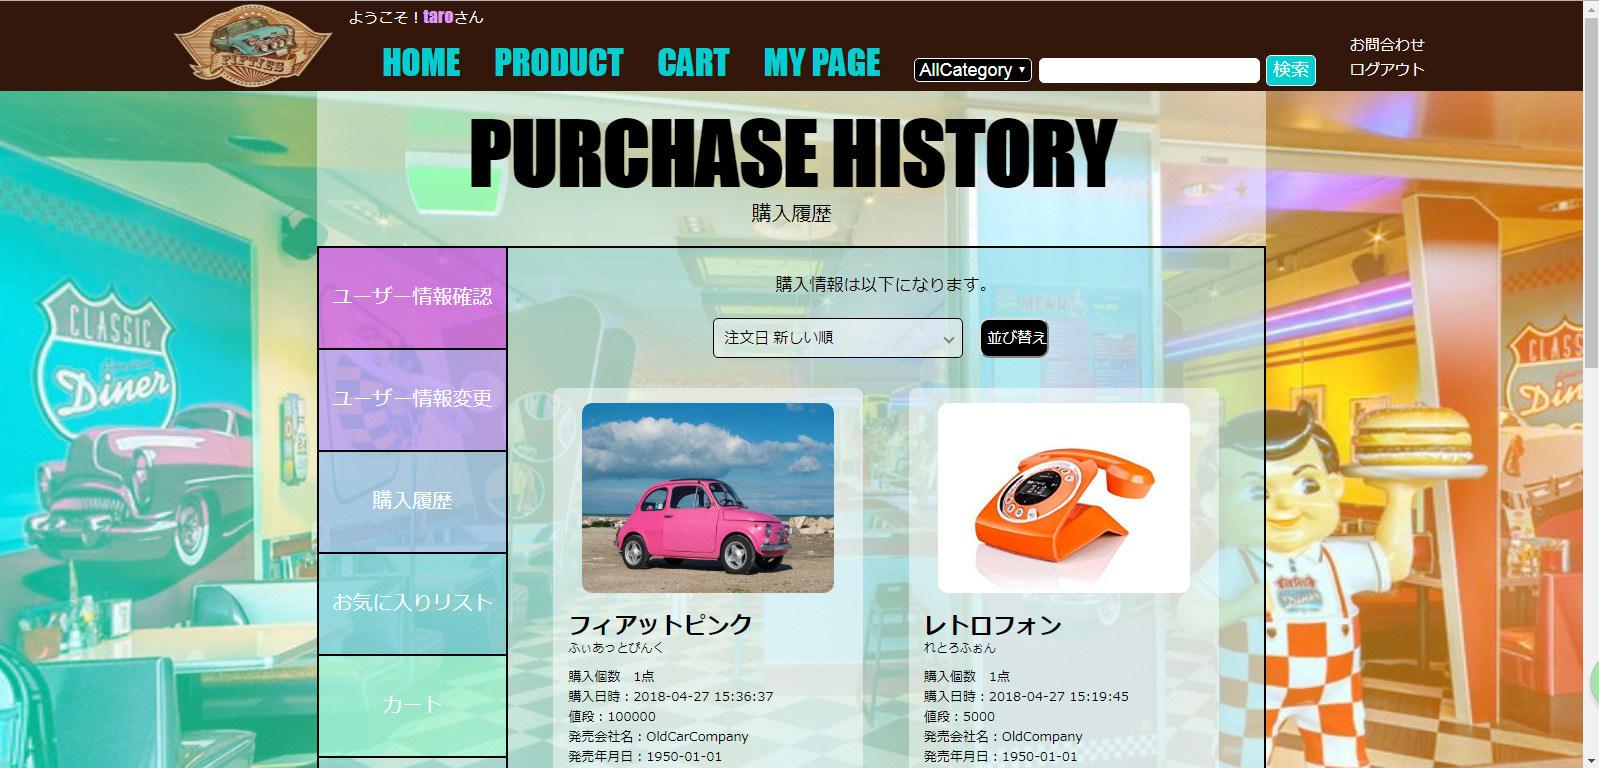 ようこそ！taroさん
FIFTIES
HOME
PRODUCT
CART
MY PAGE
AllCategory
検索
お問合わせ
ログアウト
PURCHASE HISTORY
購入履歴
ユーザー情報確認
ユーザー情報変更
購入履歴
お気に入りリスト
カート
購入情報は以下になります。
注文日 新しい順
並び替え
フィアットピンク
ふぃあっとぴんく
購入個数　1点
購入日時：2018-04-27 15:36:37
値段：100000
発売会社名：OldCarCompany
発売年月日：1950-01-01
レトロフォン
れとろふぉん
購入個数　1点
購入日時：2018-04-27 15:19:45
値段：5000
発売会社名：OldCompany
発売年月日：1950-01-01
CLASSIC
American
Diner
MENU
American Diner
CLASS
Din
Diner